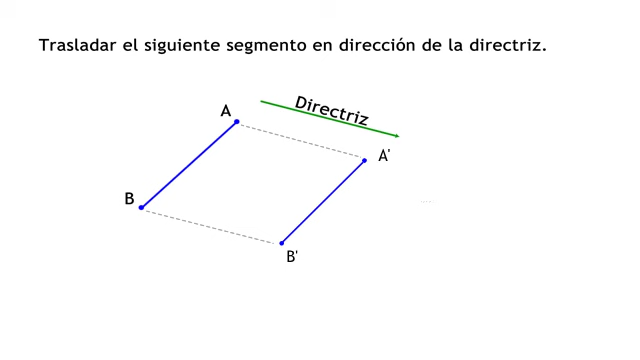 Trasladar el siguiente segmento en dirección de la directriz.
A
Directriz
A'
B
B'